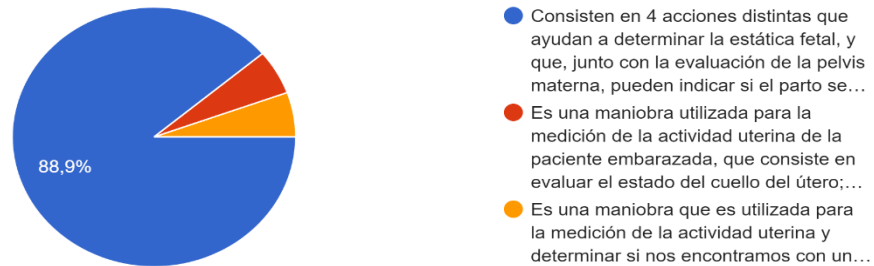 88,9%
Consisten en 4 acciones distintas que
ayudan a determinar la estática fetal, y
que, junto con la evaluación de la pelvis
materna, pueden indicar si el parto se…
Es una maniobra utilizada para la
medición de la actividad uterina de la
paciente embarazada, que consiste en
evaluar el estado del cuello del útero;…
Es una maniobra que es utilizada para
la medición de la actividad uterina y
determinar si nos encontramos con un…